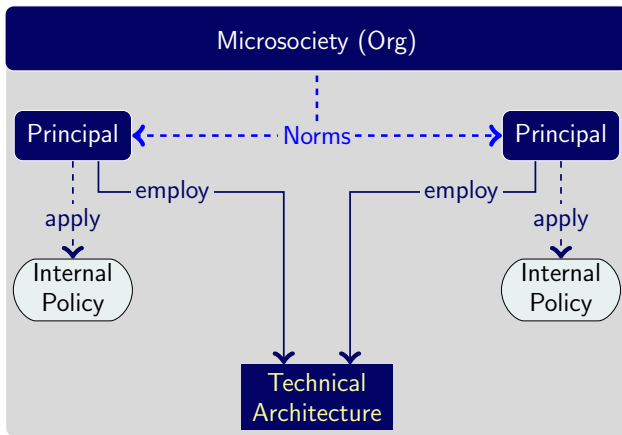 Microsociety (Org)
Principal
Norms
Principal
employ
employ
apply
apply
Internal
Policy
Internal
Policy
Technical
Architecture